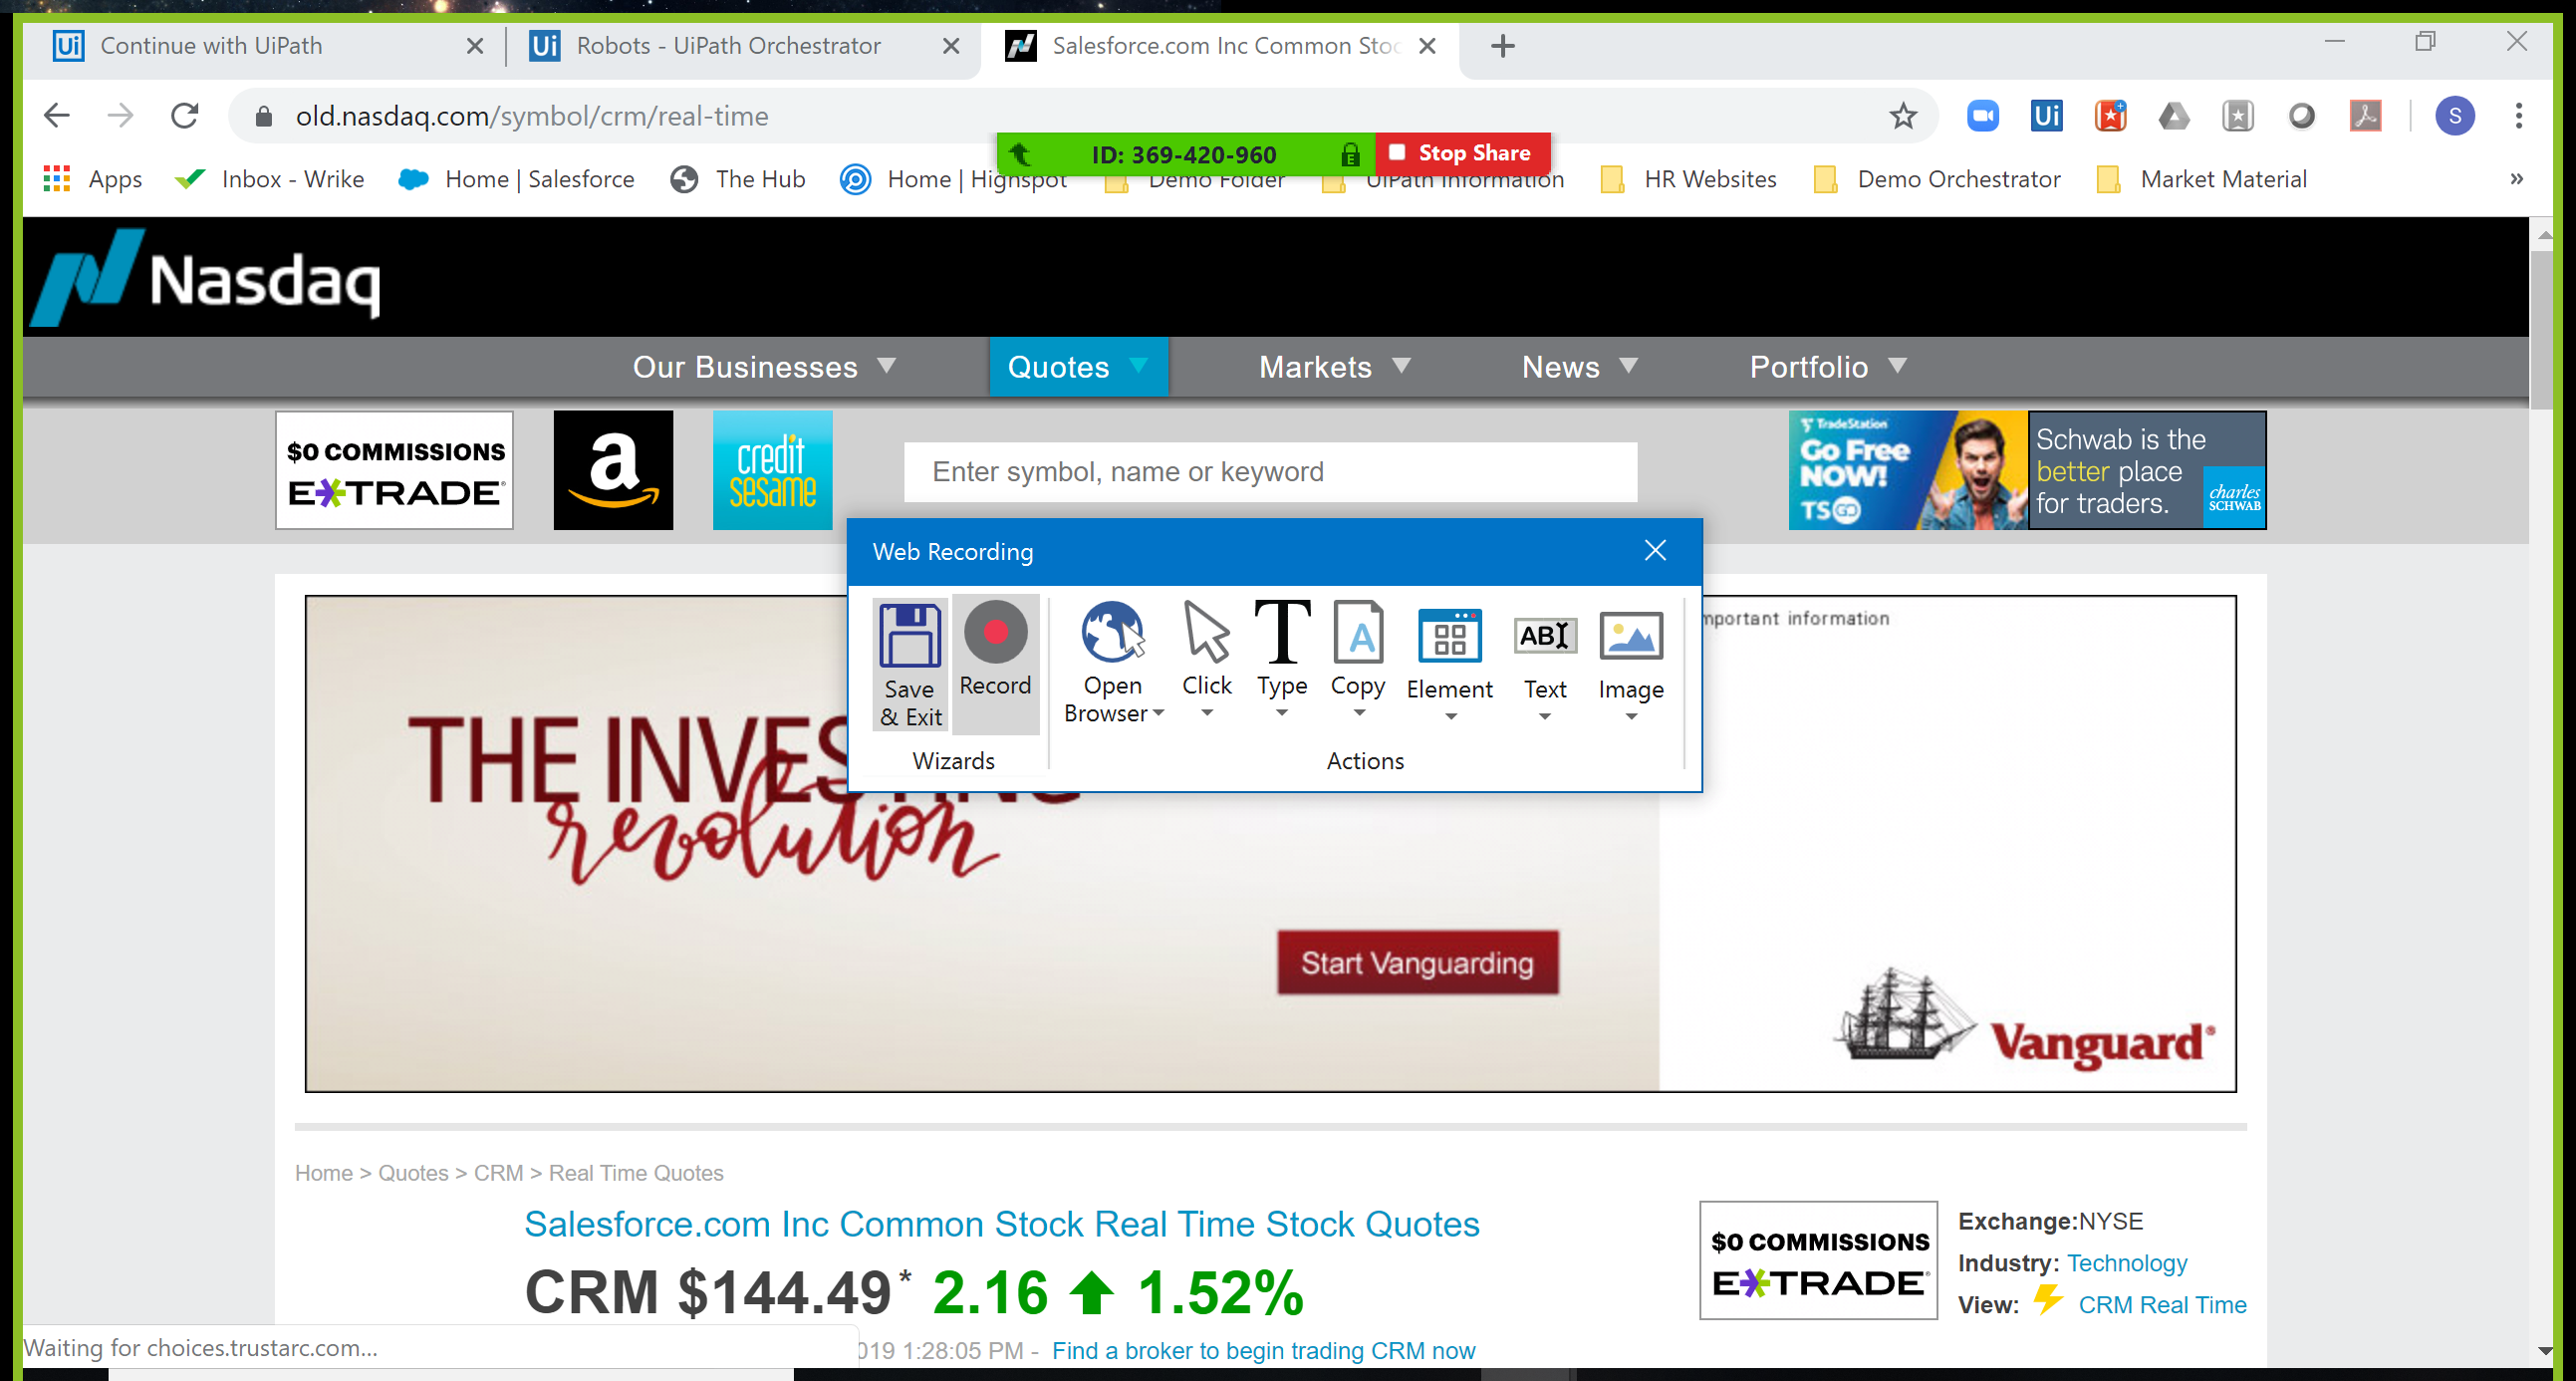 Continue with UiPath
Robots - UiPath Orchestrator
Salesforce.com Inc Common Stoc
old.nasdaq.com/symbol/crm/real-time
S
ID: 369-420-960
Stop Share
Apps
Inbox - Wrike
Home | Salesforce
The Hub
Home | Highspot
Demo Folder
UiPath Information
HR Websites
Demo Orchestrator
Market Material
»
Nasdaq
Our Businesses
Quotes
Markets
News
Portfolio
$0 COMMISSIONS
E*TRADE
a
credit
sesame
Enter symbol, name or keyword
TradeStation
Go Free
NOW!
TS GO
Schwab is the
better place
for traders.
charles
SCHWAB
Web Recording
Save
& Exit
Record
Open
Browser
Click
Type
Copy
Element
Text
Image
Wizards
Actions
mportant information
THE INVESTING
revolution
Start Vanguarding
Vanguard®
Home > Quotes > CRM > Real Time Quotes
Salesforce.com Inc Common Stock Real Time Stock Quotes
CRM $144.49* 2.16 1.52%
$0 COMMISSIONS
E*TRADE
Exchange:NYSE
Industry: Technology
View: CRM Real Time
Waiting for choices.trustarc.com...
019 1:28:05 PM - Find a broker to begin trading CRM now